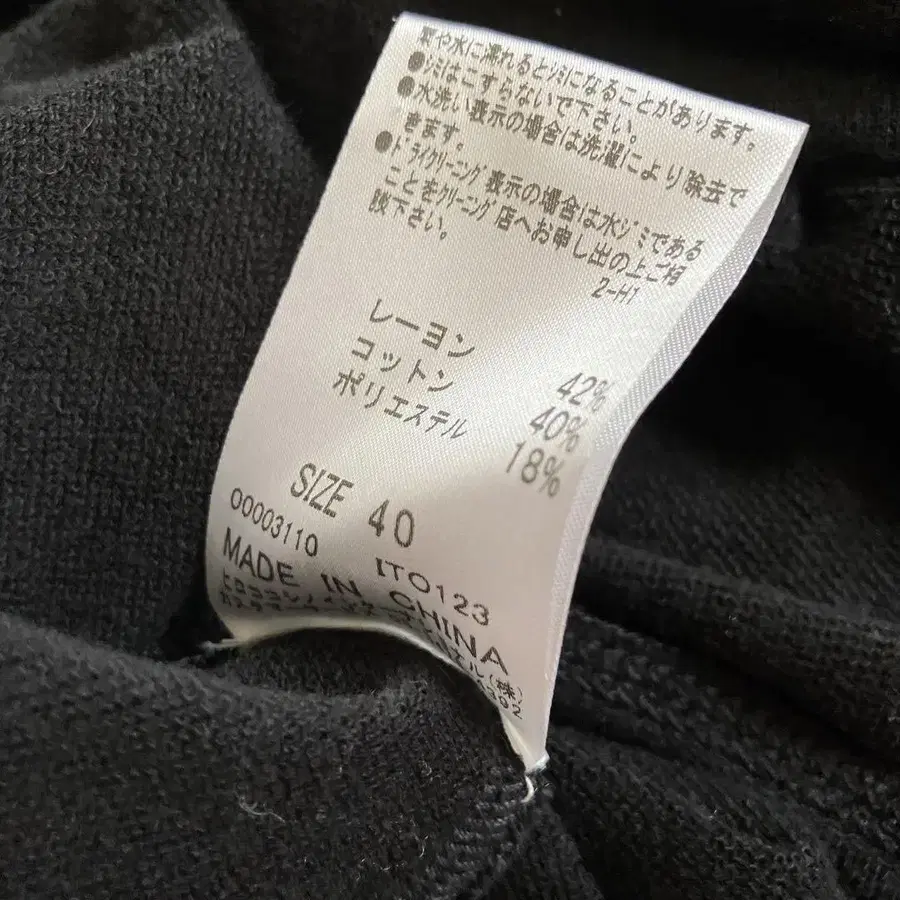 や水に濡れるとシミになることがあります。
●シミはこすらないで下さい。
●水洗い表示の場合は洗濯により除去で
きます。
●ドライクリーニング表示の場合は水ジミである
ことをクリーニング店へお申し出の上ご相
談下さい。
2-H1
レーヨン 42%
コットン 40%
ポリエステル 18%
SIZE 40
00003110 ITO123
MADE IN CHINA